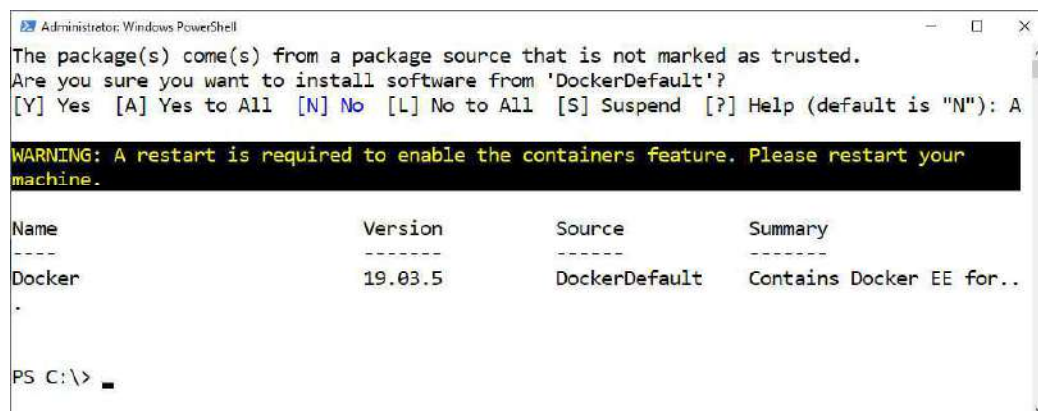 Administrator: Windows PowerShell
The package(s) come(s) from a package source that is not marked as trusted.
Are you sure you want to install software from 'DockerDefault'?
[Y] Yes  [A] Yes to All  [N] No  [L] No to All  [S] Suspend  [?] Help (default is "N"): A
WARNING: A restart is required to enable the containers feature. Please restart your
machine.
Name                           Version          Source           Summary
----                           -------          ------           -------
Docker                         19.03.5          DockerDefault    Contains Docker EE for..
.
PS C:\> _